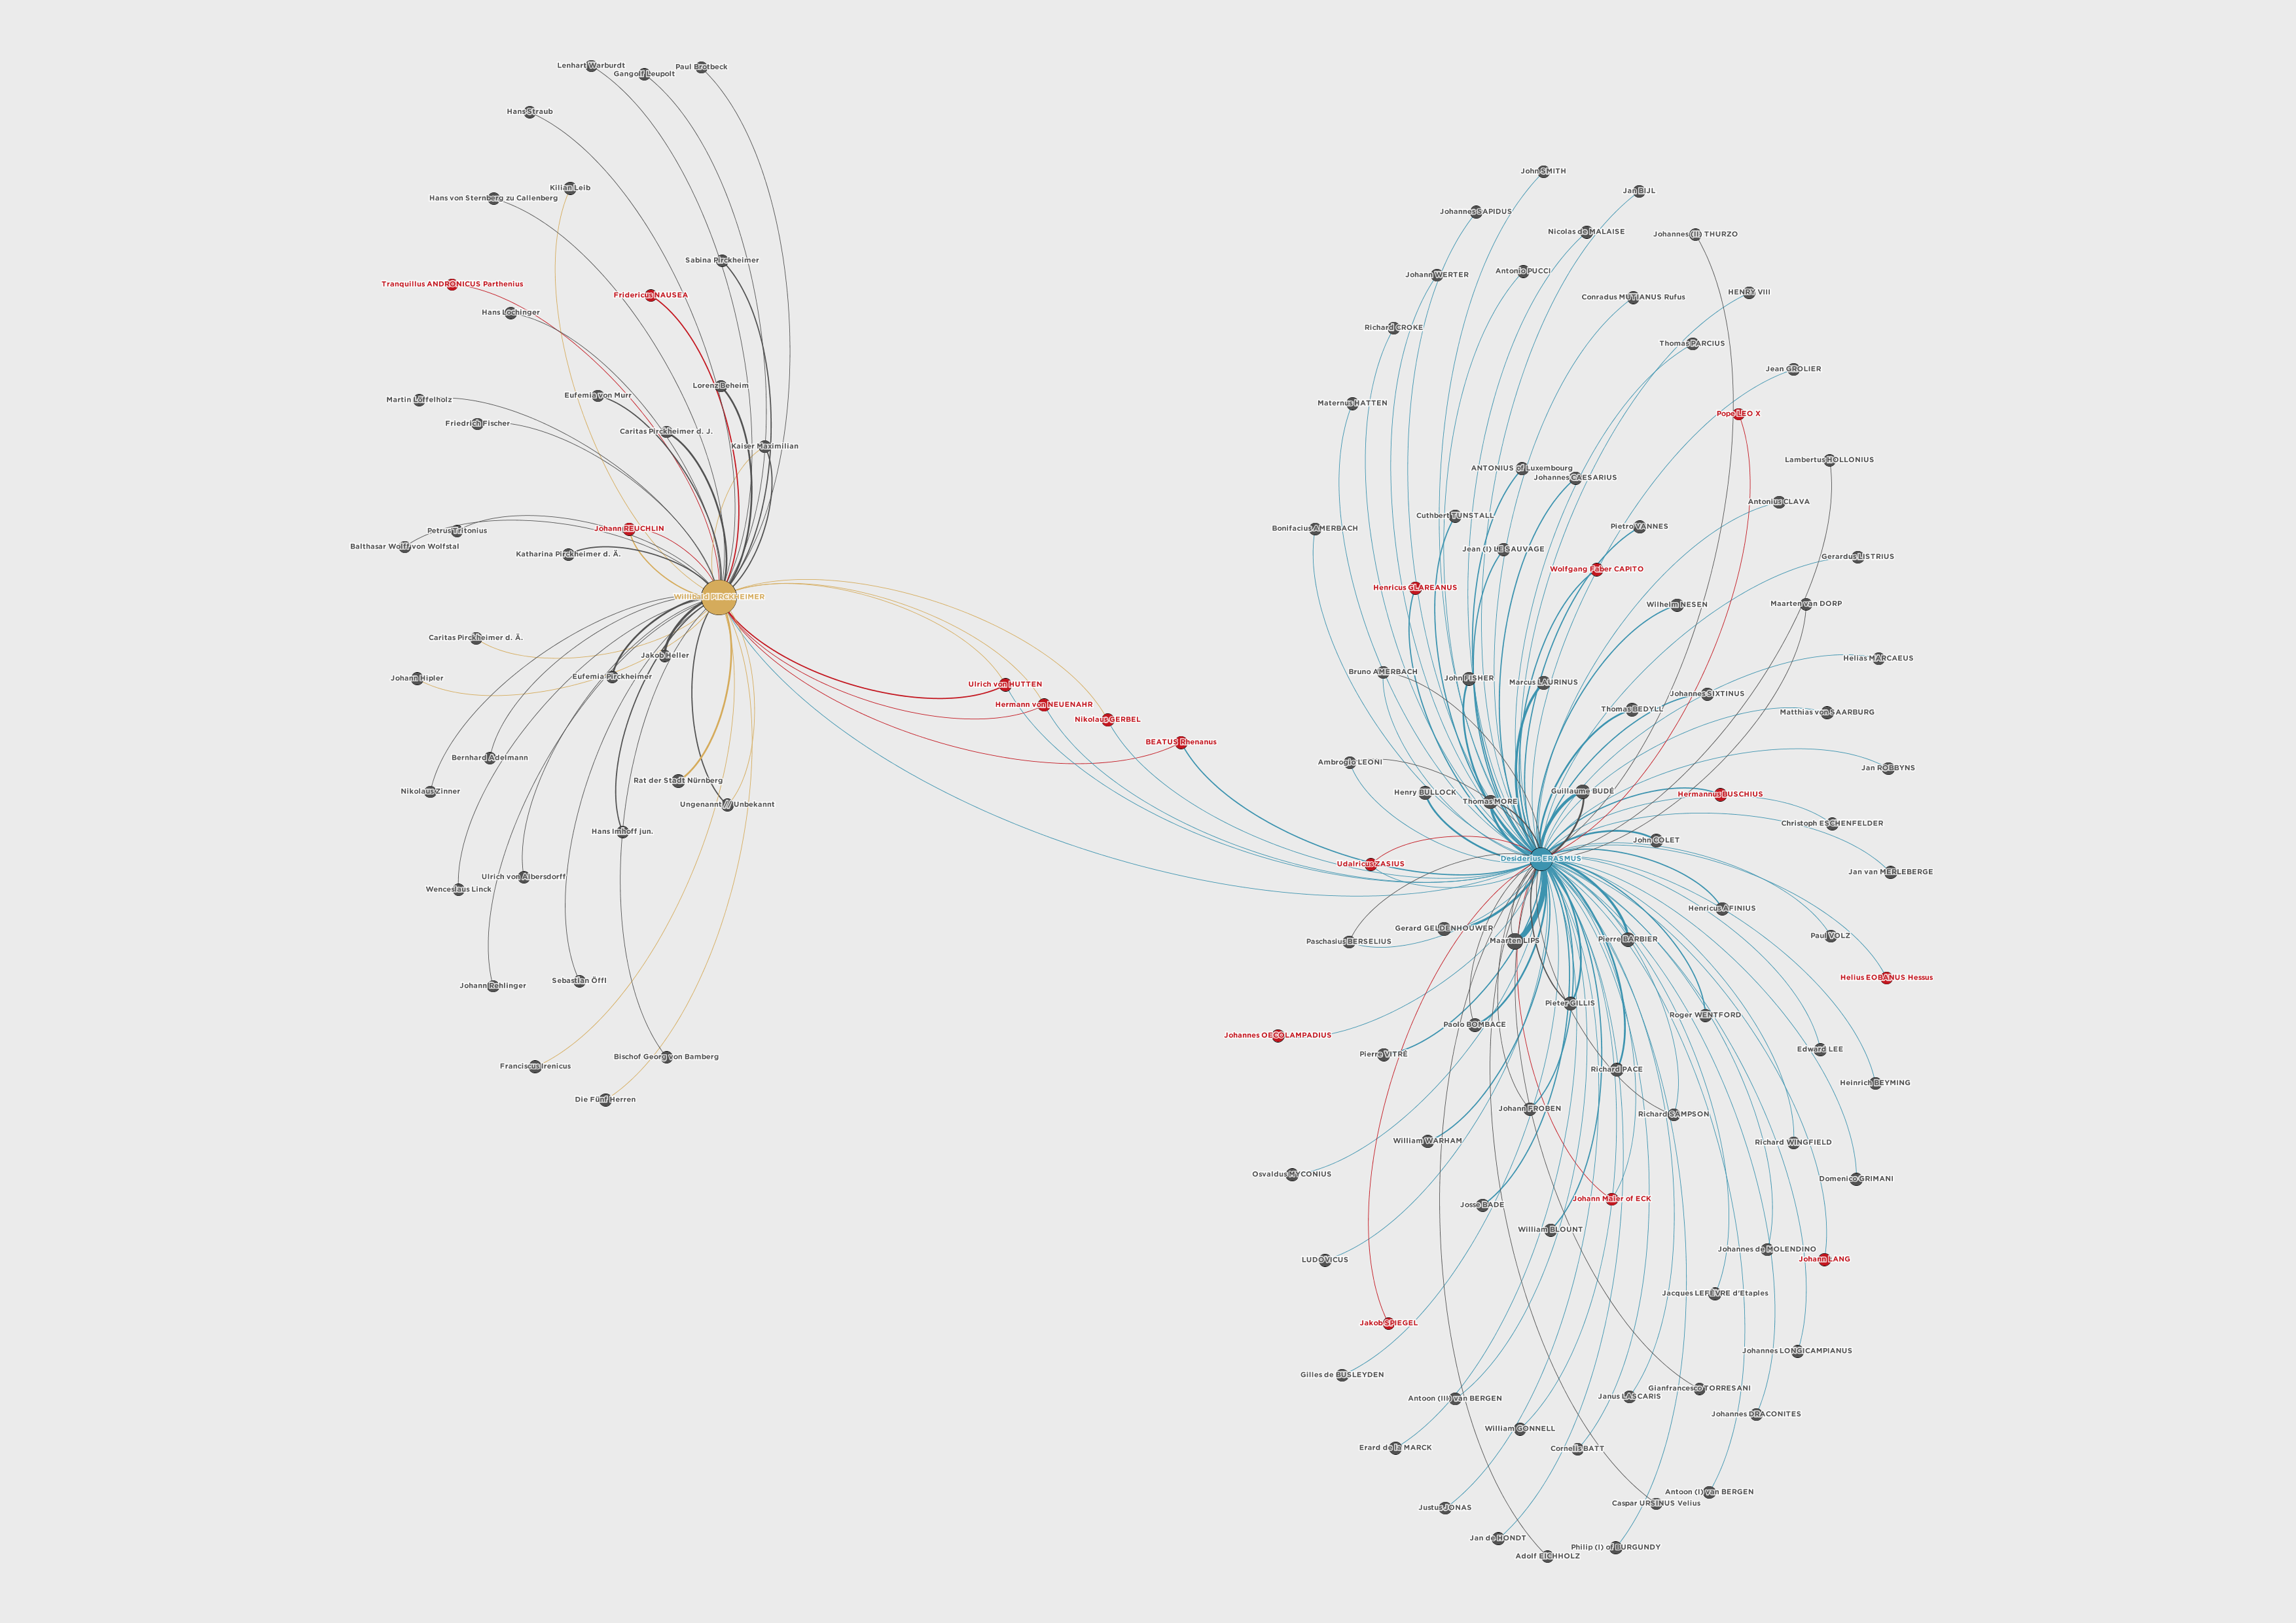 Lenhart Warburdt
Gangolf Leupolt
Paul Brotbeck
Hans Straub
Kilian Leib
Hans von Sternberg zu Callenberg
Sabina Pirckheimer
Tranquillus ANDRONICUS Parthenius
Fridericus NAUSEA
Hans Lochinger
Lorenz Beheim
Eufemia von Murr
Martin Löffelholz
Friedrich Fischer
Caritas Pirckheimer d. J.
Kaiser Maximilian
Petrus Tritonius
Johann REUCHLIN
Balthasar Wolff von Wolfstal
Katharina Pirckheimer d. Ä.
Willibald PIRCKHEIMER
Caritas Pirckheimer d. Ä.
Jakob Heller
Johann Hipler
Eufemia Pirckheimer
Bernhard Adelmann
Rat der Stadt Nürnberg
Nikolaus Zinner
Ungenannt // Unbekannt
Hans Imhoff jun.
Ulrich von Albersdorff
Wenceslaus Linck
Johann Rehlinger
Sebastian Öffl
Bischof Georg von Bamberg
Franciscus Irenicus
Die Fünf Herren
Ulrich von HUTTEN
Hermann von NEUENAHR
Nikolaus GERBEL
BEATUS Rhenanus
John SMITH
Jan BIJL
Johannes SAPIDUS
Nicolas de MALAISE
Johannes (II) THURZO
Johann WERTER
Antonio PUCCI
Conradus MUTIANUS Rufus
HENRY VIII
Richard CROKE
Thomas PARCIUS
Jean GROLIER
Maternus HATTEN
Pope LEO X
Lambertus HOLLONIUS
ANTONIUS of Luxembourg
Johannes CAESARIUS
Antonius CLAVA
Cuthbert TUNSTALL
Bonifacius AMERBACH
Pietro VANNES
Jean (I) LE SAUVAGE
Gerardus LISTRIUS
Wolfgang Faber CAPITO
Henricus GLAREANUS
Wilhelm NESEN
Maarten van DORP
Helias MARCAEUS
Bruno AMERBACH
John FISHER
Marcus LAURINUS
Johannes SIXTINUS
Thomas BEDYLL
Matthias von SAARBURG
Ambrogio LEONI
Jan ROBBYNS
Henry BULLOCK
Thomas MORE
Guillaume BUDÉ
Hermannus BUSCHIUS
Christoph ESCHENFELDER
John COLET
Desiderius ERASMUS
Udalricus ZASIUS
Jan van MERLEBERGE
Henricus AFINIUS
Gerard GELDENHOUWER
Paschasius BERSELIUS
Maarten LIPS
Pierre BARBIER
Paul VOLZ
Helius EOBANUS Hessus
Pieter GILLIS
Roger WENTFORD
Paolo BOMBACE
Johannes OECOLAMPADIUS
Pierre VITRÉ
Edward LEE
Richard PACE
Heinrich BEYMING
Johann FROBEN
Richard SAMPSON
William WARHAM
Richard WINGFIELD
Osvaldus MYCONIUS
Domenico GRIMANI
Johann Maier of ECK
Josse BADE
William BLOUNT
Johannes de MOLENDINO
LUDOVICUS
Johann LANG
Jacques LEFÈVRE d'Etaples
Jakob SPIEGEL
Johannes LONGICAMPIANUS
Gilles de BUSLEYDEN
Gianfrancesco TORRESANI
Antoon (III) van BERGEN
Janus LASCARIS
Johannes DRACONITES
William GONNELL
Erard de la MARCK
Cornelis BATT
Antoon (I) van BERGEN
Caspar URSINUS Velius
Justus JONAS
Jan de HONDT
Philip (I) of BURGUNDY
Adolf EICHHOLZ